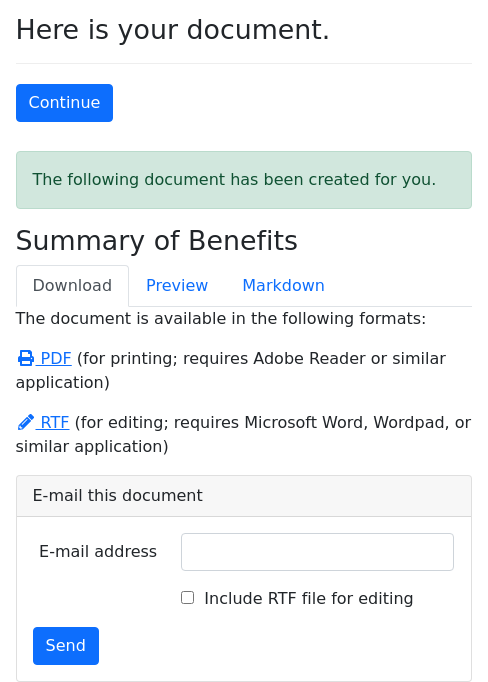 Here is your document.
Continue
The following document has been created for you.
Summary of Benefits
Download Preview Markdown
The document is available in the following formats:
PDF (for printing; requires Adobe Reader or similar
application)
RTF (for editing; requires Microsoft Word, Wordpad, or
similar application)
E-mail this document
E-mail address
Include RTF file for editing
Send